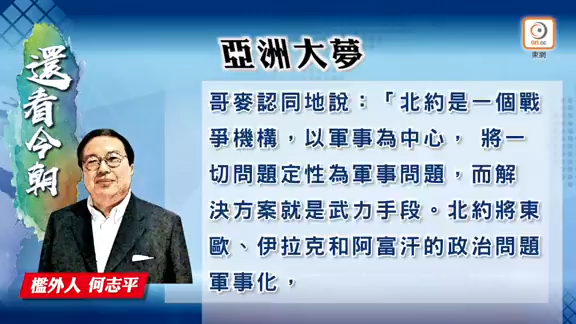 亞洲大夢
on.cc
東網
還看今朝
哥麥認同地說：「北約是一個戰
爭機構，以軍事為中心， 將一
切問題定性為軍事問題，而解
決方案就是武力手段。北約將東
歐、伊拉克和阿富汗的政治問題
軍事化，
檻外人 何志平